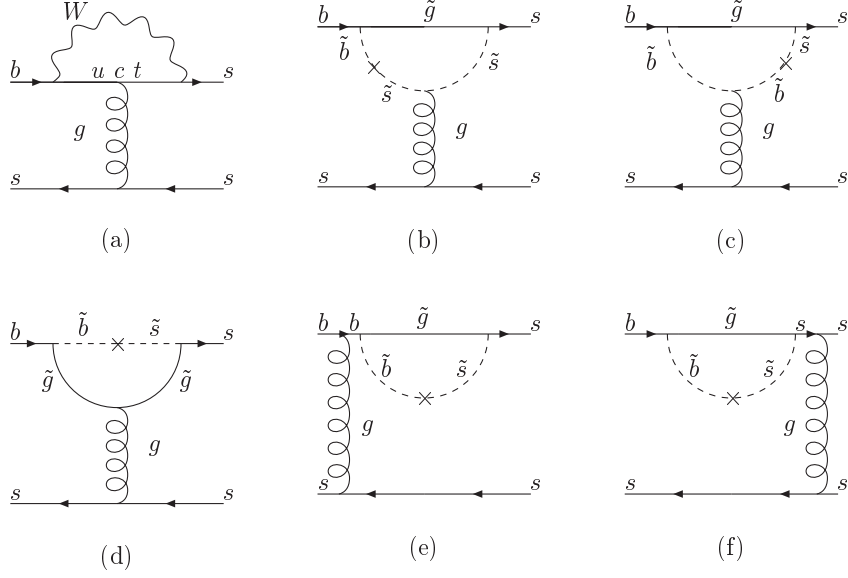 W
b u c t s
g
s s
(a)
b g̃ s
b̃ s̃
s̃
g
s s
(b)
b g̃ s
b̃ s̃
b̃
g
s s
(c)
b b̃ s̃ s
g̃ g̃
g
s s
(d)
b b g̃ s
b̃ s̃
g
s s
(e)
b g̃ s s
b̃ s̃
g
s s
(f)